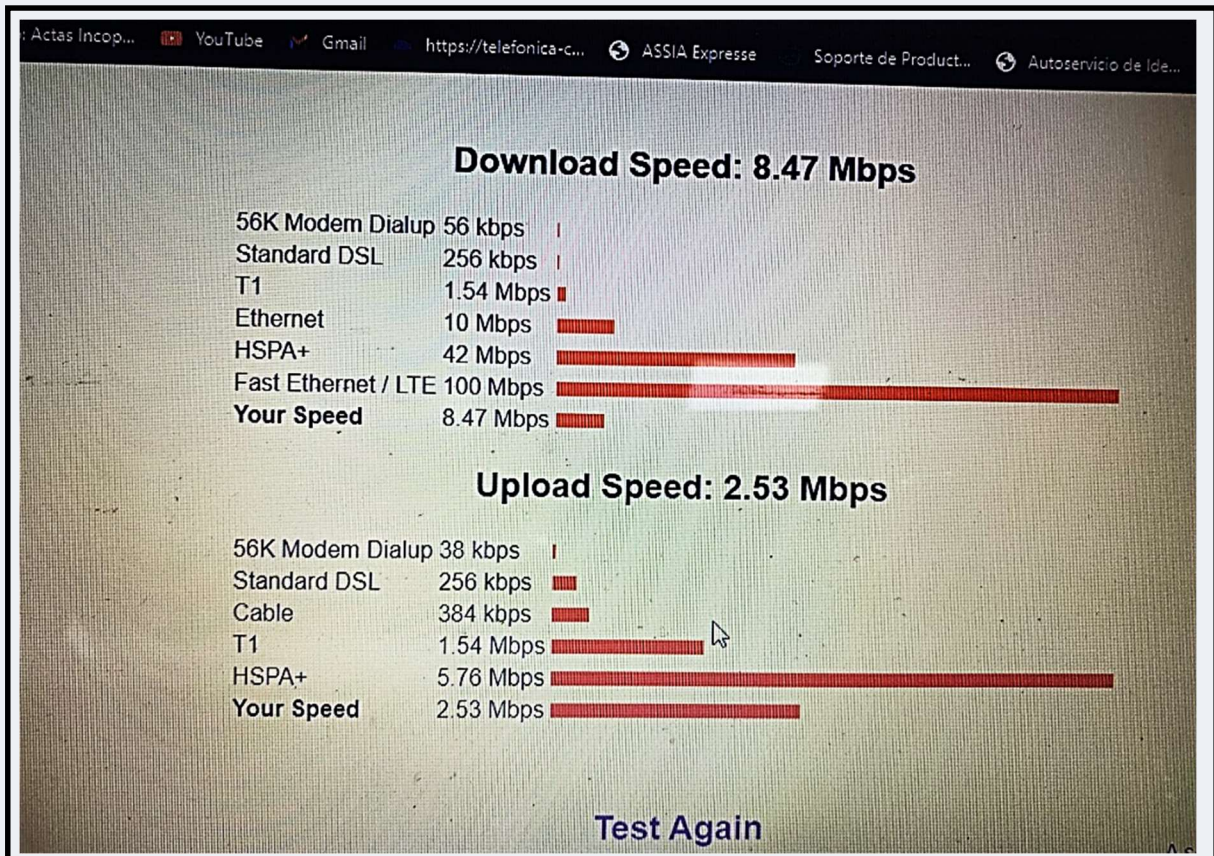 : Actas Incop... YouTube Gmail https://telefonica-c... ASSIA Expresse Soporte de Product... Autoservicio de Ide...
Download Speed: 8.47 Mbps
56K Modem Dialup 56 kbps
Standard DSL 256 kbps
T1 1.54 Mbps
Ethernet 10 Mbps
HSPA+ 42 Mbps
Fast Ethernet / LTE 100 Mbps
Your Speed 8.47 Mbps
Upload Speed: 2.53 Mbps
56K Modem Dialup 38 kbps
Standard DSL 256 kbps
Cable 384 kbps
T1 1.54 Mbps
HSPA+ 5.76 Mbps
Your Speed 2.53 Mbps
Test Again